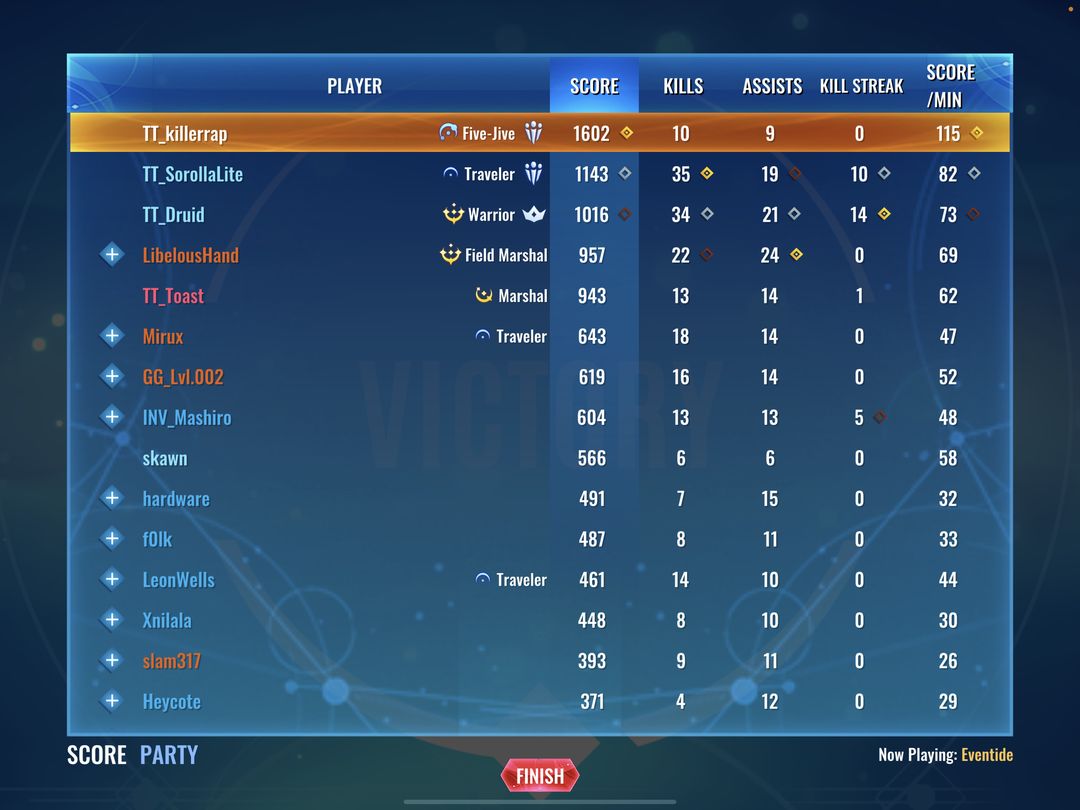 PLAYER SCORE KILLS ASSISTS KILL STREAK SCORE /MIN
TT_killerrap Five-Jive 1602 10 9 0 115
TT_SorollaLite Traveler 1143 35 19 10 82
TT_Druid Warrior 1016 34 21 14 73
LibelousHand Field Marshal 957 22 24 0 69
TT_Toast Marshal 943 13 14 1 62
Mirux Traveler 643 18 14 0 47
GG_Lvl.002 619 16 14 0 52
INV_Mashiro 604 13 13 5 48
skawn 566 6 6 0 58
hardware 491 7 15 0 32
f0lk 487 8 11 0 33
LeonWells Traveler 461 14 10 0 44
Xnilala 448 8 10 0 30
slam317 393 9 11 0 26
Heycote 371 4 12 0 29
VICTORY
SCORE PARTY
Now Playing: Eventide
FINISH